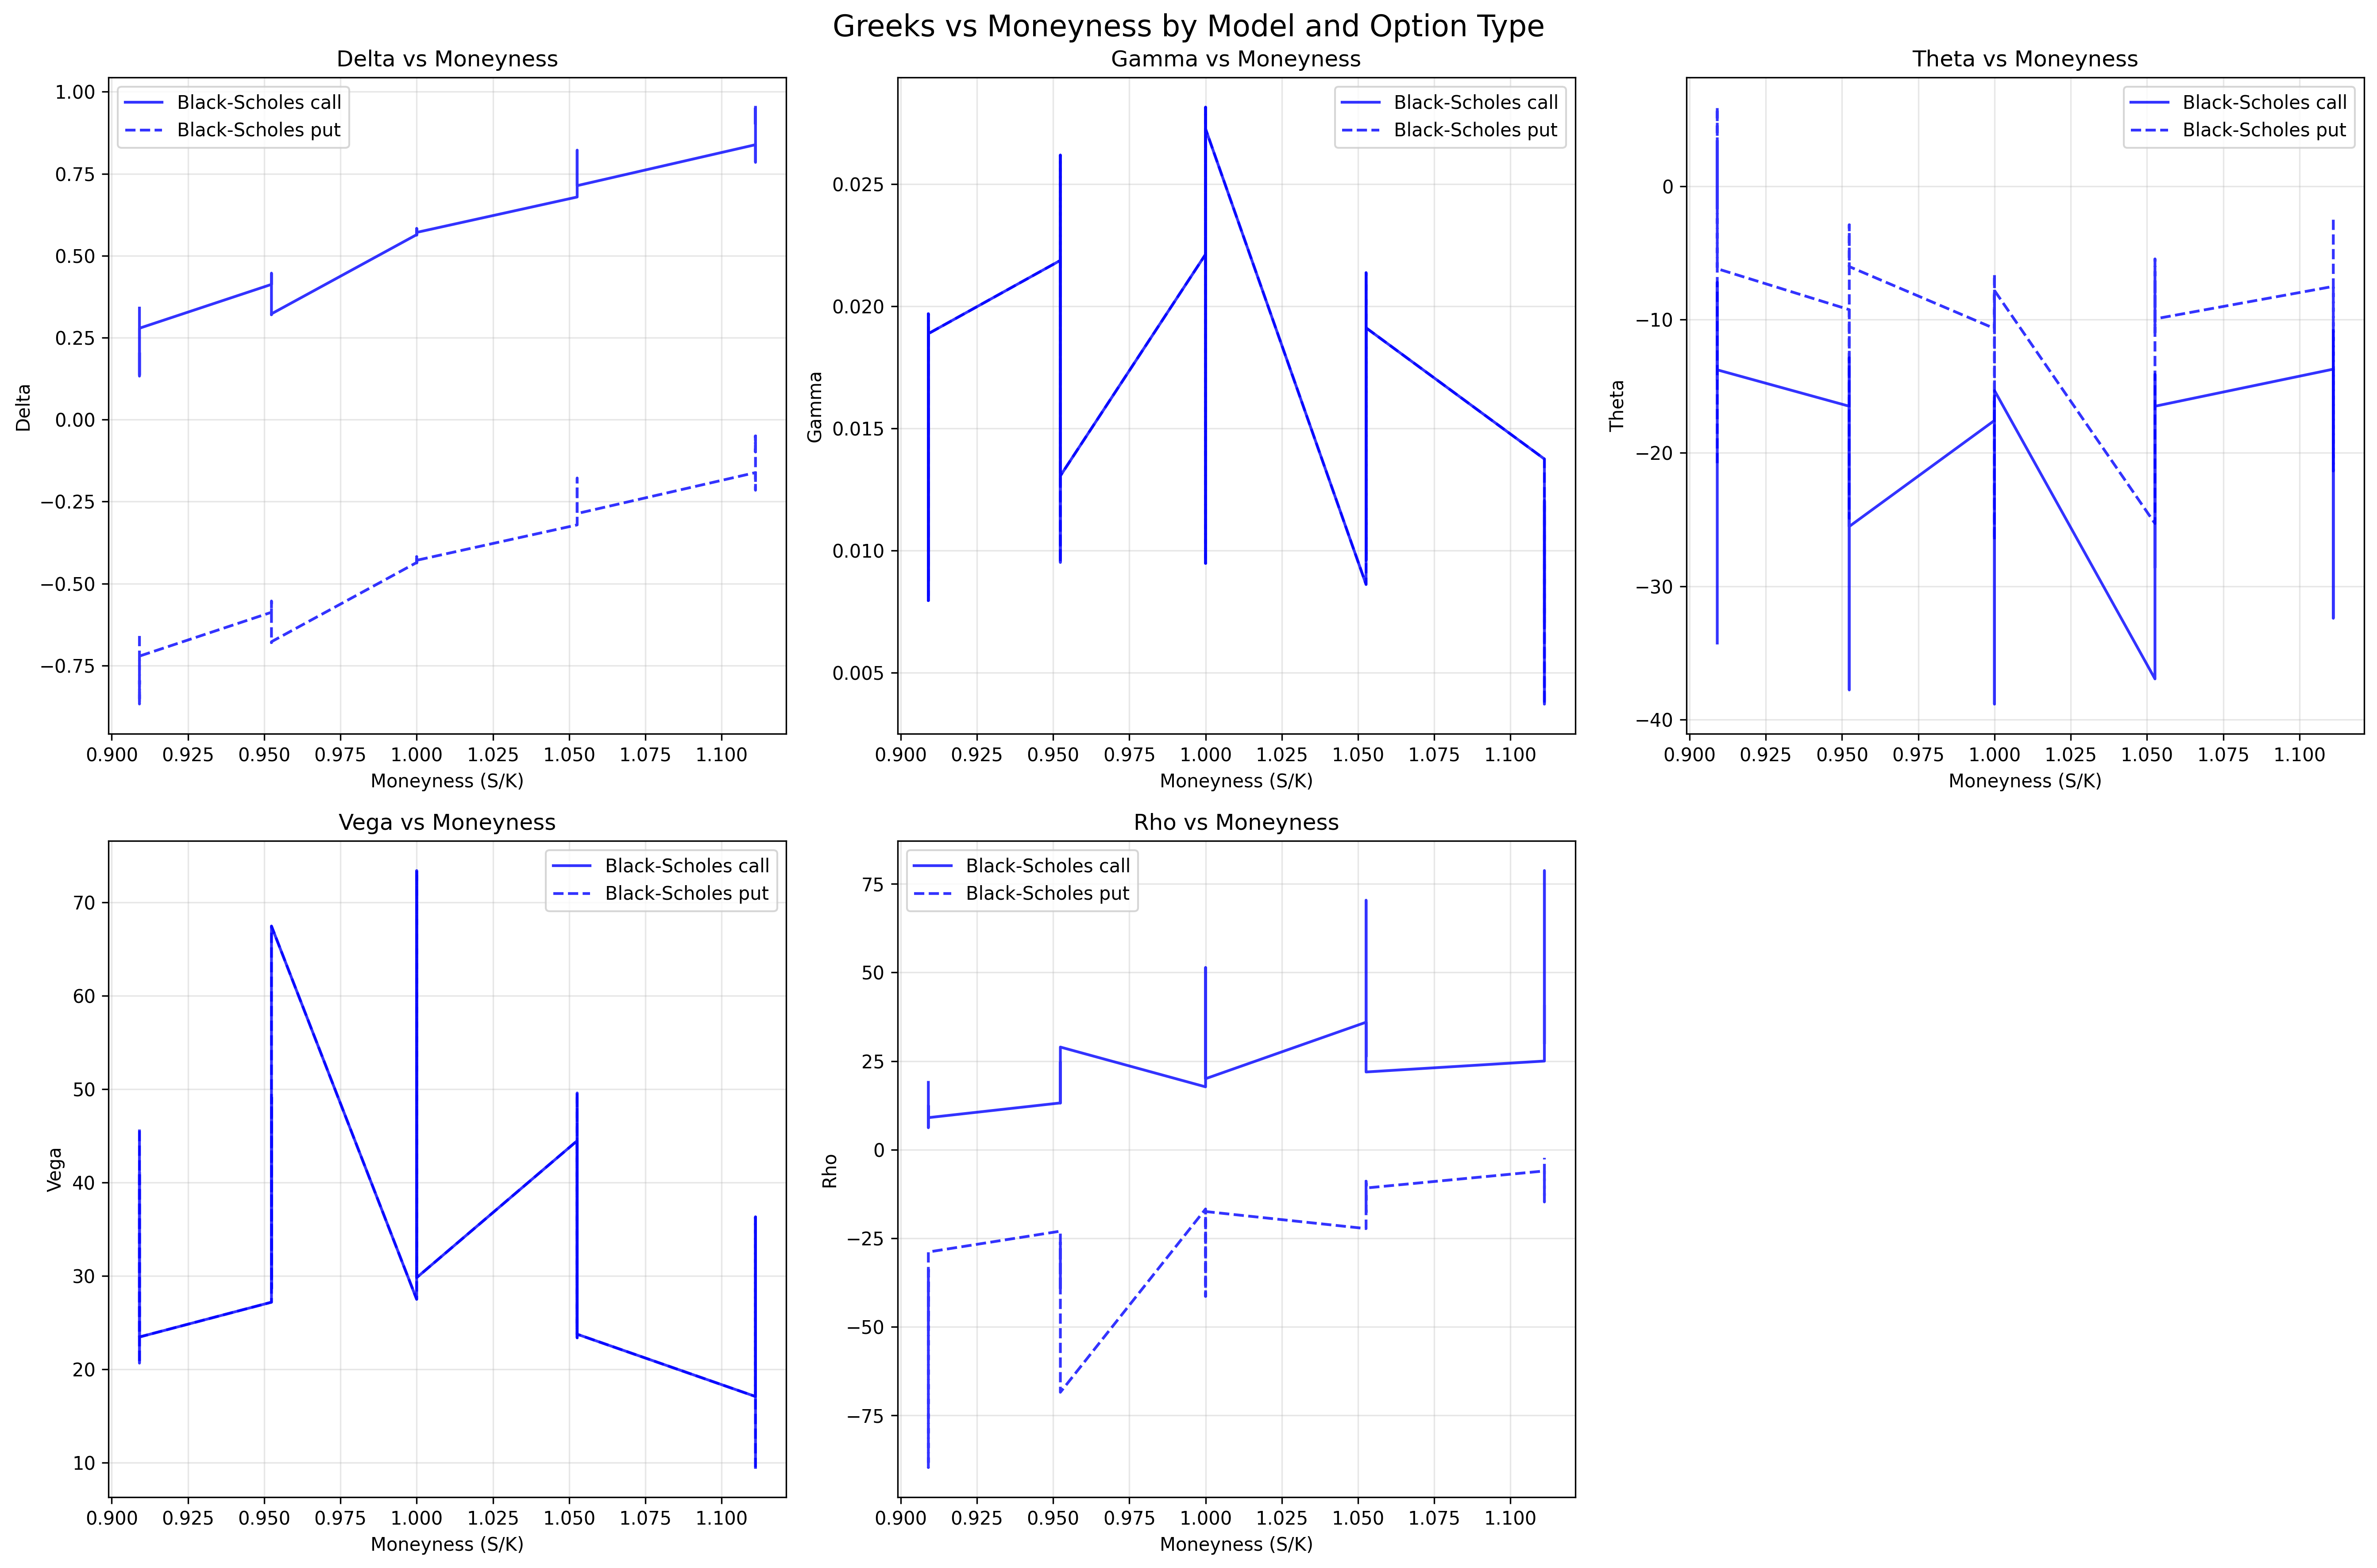 Greeks vs Moneyness by Model and Option Type
Delta vs Moneyness
Black-Scholes call
Black-Scholes put
1.00
0.75
0.50
0.25
0.00
−0.25
−0.50
−0.75
Delta
0.900 0.925 0.950 0.975 1.000 1.025 1.050 1.075 1.100
Moneyness (S/K)
Gamma vs Moneyness
Black-Scholes call
Black-Scholes put
0.025
0.020
0.015
0.010
0.005
Gamma
0.900 0.925 0.950 0.975 1.000 1.025 1.050 1.075 1.100
Moneyness (S/K)
Theta vs Moneyness
Black-Scholes call
Black-Scholes put
0
−10
−20
−30
−40
Theta
0.900 0.925 0.950 0.975 1.000 1.025 1.050 1.075 1.100
Moneyness (S/K)
Vega vs Moneyness
Black-Scholes call
Black-Scholes put
70
60
50
40
30
20
10
Vega
0.900 0.925 0.950 0.975 1.000 1.025 1.050 1.075 1.100
Moneyness (S/K)
Rho vs Moneyness
Black-Scholes call
Black-Scholes put
75
50
25
0
−25
−50
−75
Rho
0.900 0.925 0.950 0.975 1.000 1.025 1.050 1.075 1.100
Moneyness (S/K)